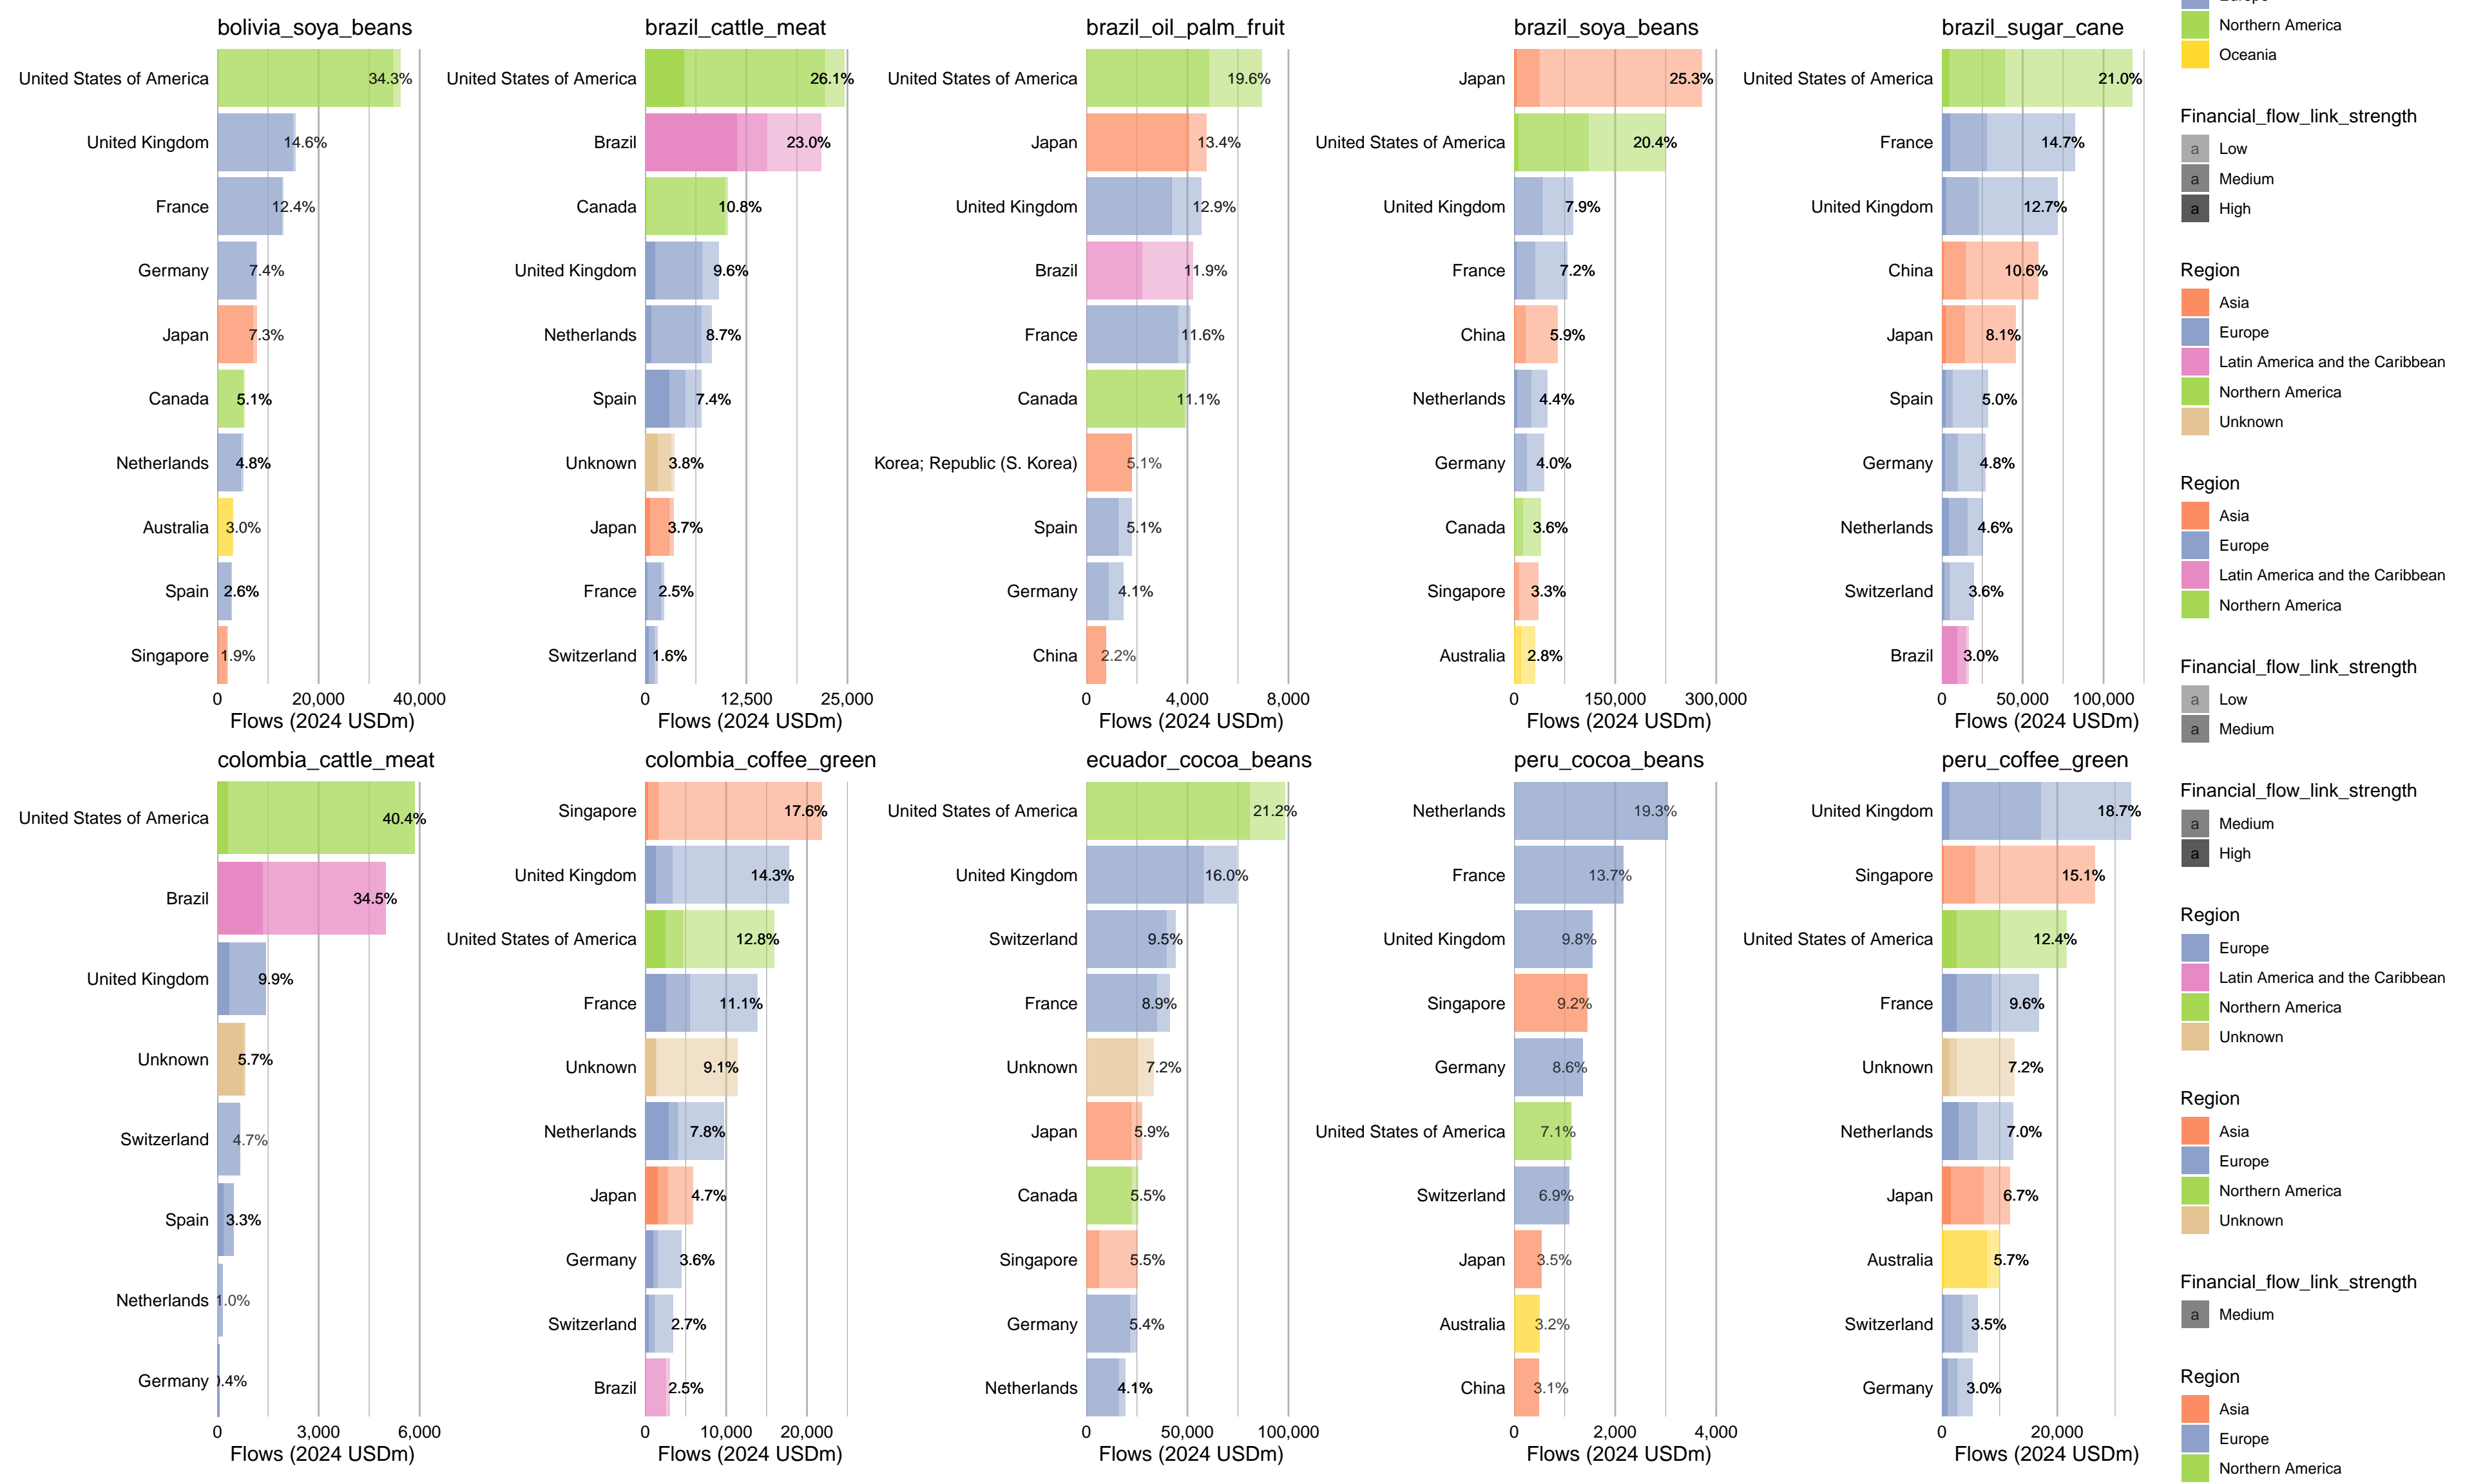 bolivia_soya_beans
United States of America 34.3%
United Kingdom 14.6%
France 12.4%
Germany 7.4%
Japan 7.3%
Canada 5.1%
Netherlands 4.8%
Australia 3.0%
Spain 2.6%
Singapore 1.9%
0 20,000 40,000
Flows (2024 USDm)
brazil_cattle_meat
United States of America 26.1%
Brazil 23.0%
Canada 10.8%
United Kingdom 9.6%
Netherlands 8.7%
Spain 7.4%
Unknown 3.8%
Japan 3.7%
France 2.5%
Switzerland 1.6%
0 12,500 25,000
Flows (2024 USDm)
brazil_oil_palm_fruit
United States of America 19.6%
Japan 13.4%
United Kingdom 12.9%
Brazil 11.9%
France 11.6%
Canada 11.1%
Korea; Republic (S. Korea) 5.1%
Spain 5.1%
Germany 4.1%
China 2.2%
0 4,000 8,000
Flows (2024 USDm)
brazil_soya_beans
Japan 25.3%
United States of America 20.4%
United Kingdom 7.9%
France 7.2%
China 5.9%
Netherlands 4.4%
Germany 4.0%
Canada 3.6%
Singapore 3.3%
Australia 2.8%
0 150,000 300,000
Flows (2024 USDm)
brazil_sugar_cane
United States of America 21.0%
France 14.7%
United Kingdom 12.7%
China 10.6%
Japan 8.1%
Spain 5.0%
Germany 4.8%
Netherlands 4.6%
Switzerland 3.6%
Brazil 3.0%
0 50,000 100,000
Flows (2024 USDm)
colombia_cattle_meat
United States of America 40.4%
Brazil 34.5%
United Kingdom 9.9%
Unknown 5.7%
Switzerland 4.7%
Spain 3.3%
Netherlands 1.0%
Germany .4%
0 3,000 6,000
Flows (2024 USDm)
colombia_coffee_green
Singapore 17.6%
United Kingdom 14.3%
United States of America 12.8%
France 11.1%
Unknown 9.1%
Netherlands 7.8%
Japan 4.7%
Germany 3.6%
Switzerland 2.7%
Brazil 2.5%
0 10,000 20,000
Flows (2024 USDm)
ecuador_cocoa_beans
United States of America 21.2%
United Kingdom 16.0%
Switzerland 9.5%
France 8.9%
Unknown 7.2%
Japan 5.9%
Canada 5.5%
Singapore 5.5%
Germany 5.4%
Netherlands 4.1%
0 50,000 100,000
Flows (2024 USDm)
peru_cocoa_beans
Netherlands 19.3%
France 13.7%
United Kingdom 9.8%
Singapore 9.2%
Germany 8.6%
United States of America 7.1%
Switzerland 6.9%
Japan 3.5%
Australia 3.2%
China 3.1%
0 2,000 4,000
Flows (2024 USDm)
peru_coffee_green
United Kingdom 18.7%
Singapore 15.1%
United States of America 12.4%
France 9.6%
Unknown 7.2%
Netherlands 7.0%
Japan 6.7%
Australia 5.7%
Switzerland 3.5%
Germany 3.0%
0 20,000
Flows (2024 USDm)
Northern America
Oceania
Financial_flow_link_strength
a Low
a Medium
a High
Region
Asia
Europe
Latin America and the Caribbean
Northern America
Unknown
Region
Asia
Europe
Latin America and the Caribbean
Northern America
Financial_flow_link_strength
a Low
a Medium
Financial_flow_link_strength
a Medium
a High
Region
Europe
Latin America and the Caribbean
Northern America
Unknown
Region
Asia
Europe
Northern America
Unknown
Financial_flow_link_strength
a Medium
Region
Asia
Europe
Northern America